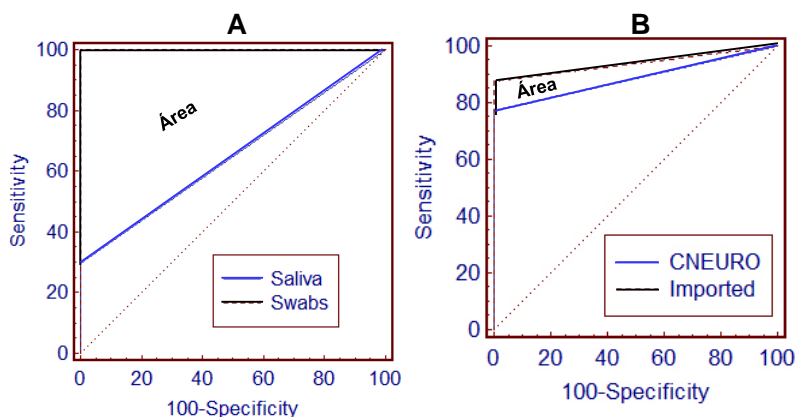 A
100
80
60
40
20
0
Sensitivity
Área
Saliva
Swabs
0 20 40 60 80 100
100-Specificity
B
100
80
60
40
20
0
Sensitivity
Área
CNEURO
Imported
0 20 40 60 80 100
100-Specificity